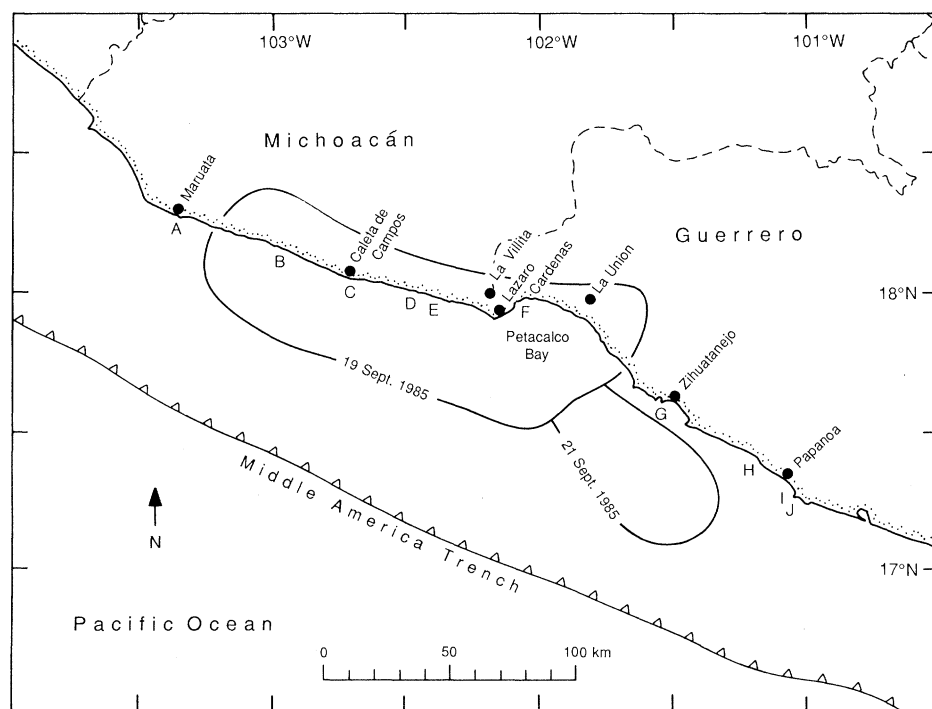 103°W
102°W
101°W
Michoacán
Maruata
A
B
Caleta de
Campos
C
D
E
La Villita
Lazaro
Cardenas
F
La Union
Guerrero
18°N
Petacalco
Bay
Zihuatanejo
G
19 Sept. 1985
21 Sept. 1985
H
Papanoa
I
J
Middle America Trench
N
17°N
Pacific Ocean
0
50
100 km